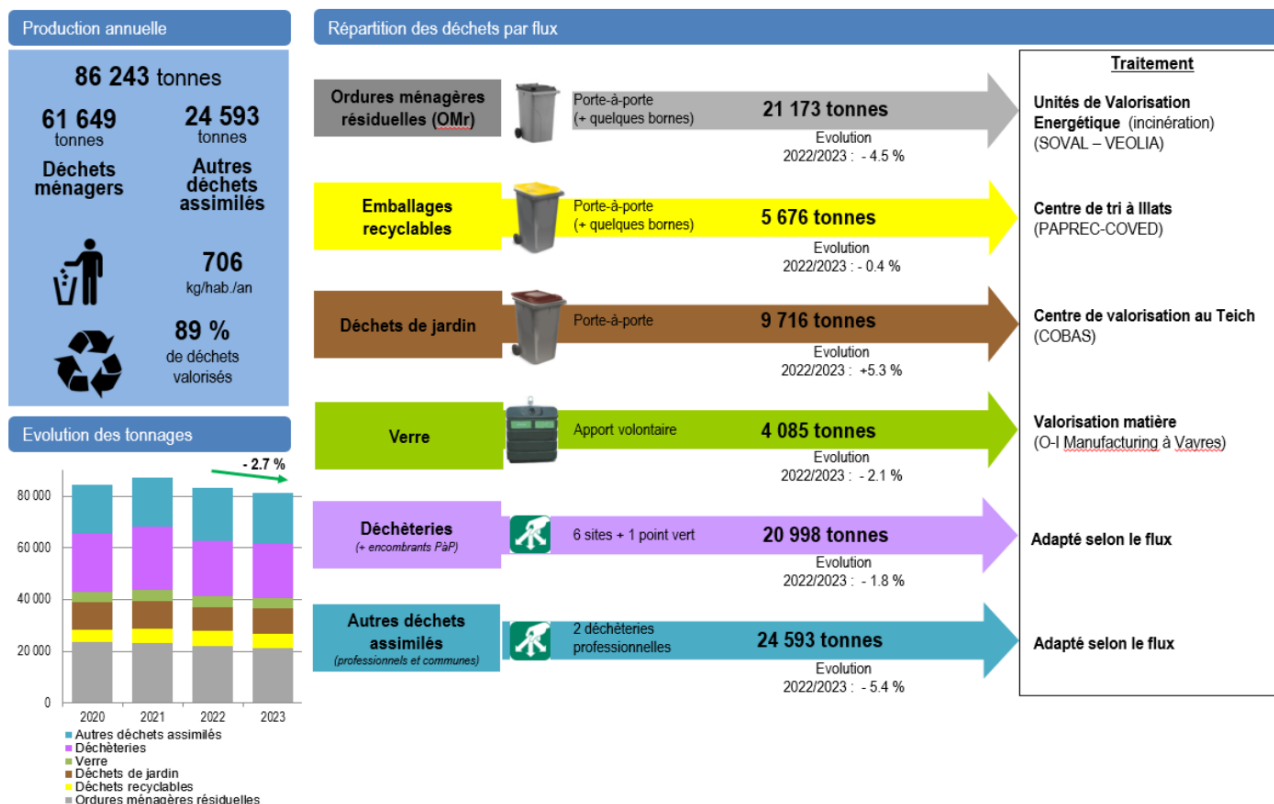 Production annuelle
86 243 tonnes
61 649
tonnes
Déchets
ménagers
24 593
tonnes
Autres
déchets
assimilés
706
kg/hab./an
89 %
de déchets
valorisés
Evolution des tonnages
- 2.7 %
80 000
60 000
40 000
20 000
0
2020 2021 2022 2023
Autres déchets assimilés
Déchèteries
Verre
Déchets de jardin
Déchets recyclables
Ordures ménagères résiduelles
Répartition des déchets par flux
Ordures ménagères
résiduelles (OMr)
Porte-à-porte
(+ quelques bornes)
21 173 tonnes
Evolution
2022/2023 : - 4.5 %
Emballages
recyclables
Porte-à-porte
(+ quelques bornes)
5 676 tonnes
Evolution
2022/2023 : - 0.4 %
Déchets de jardin
Porte-à-porte
9 716 tonnes
Evolution
2022/2023 : +5.3 %
Verre
Apport volontaire
4 085 tonnes
Evolution
2022/2023 : - 2.1 %
Déchèteries
(+ encombrants PàP)
6 sites + 1 point vert
20 998 tonnes
Evolution
2022/2023 : - 1.8 %
Autres déchets
assimilés
(professionnels et communes)
2 déchèteries
professionnelles
24 593 tonnes
Evolution
2022/2023 : - 5.4 %
Traitement
Unités de Valorisation
Energétique (incinération)
(SOVAL – VEOLIA)
Centre de tri à Illats
(PAPREC-COVED)
Centre de valorisation au Teich
(COBAS)
Valorisation matière
(O-I Manufacturing à Vayres)
Adapté selon le flux
Adapté selon le flux